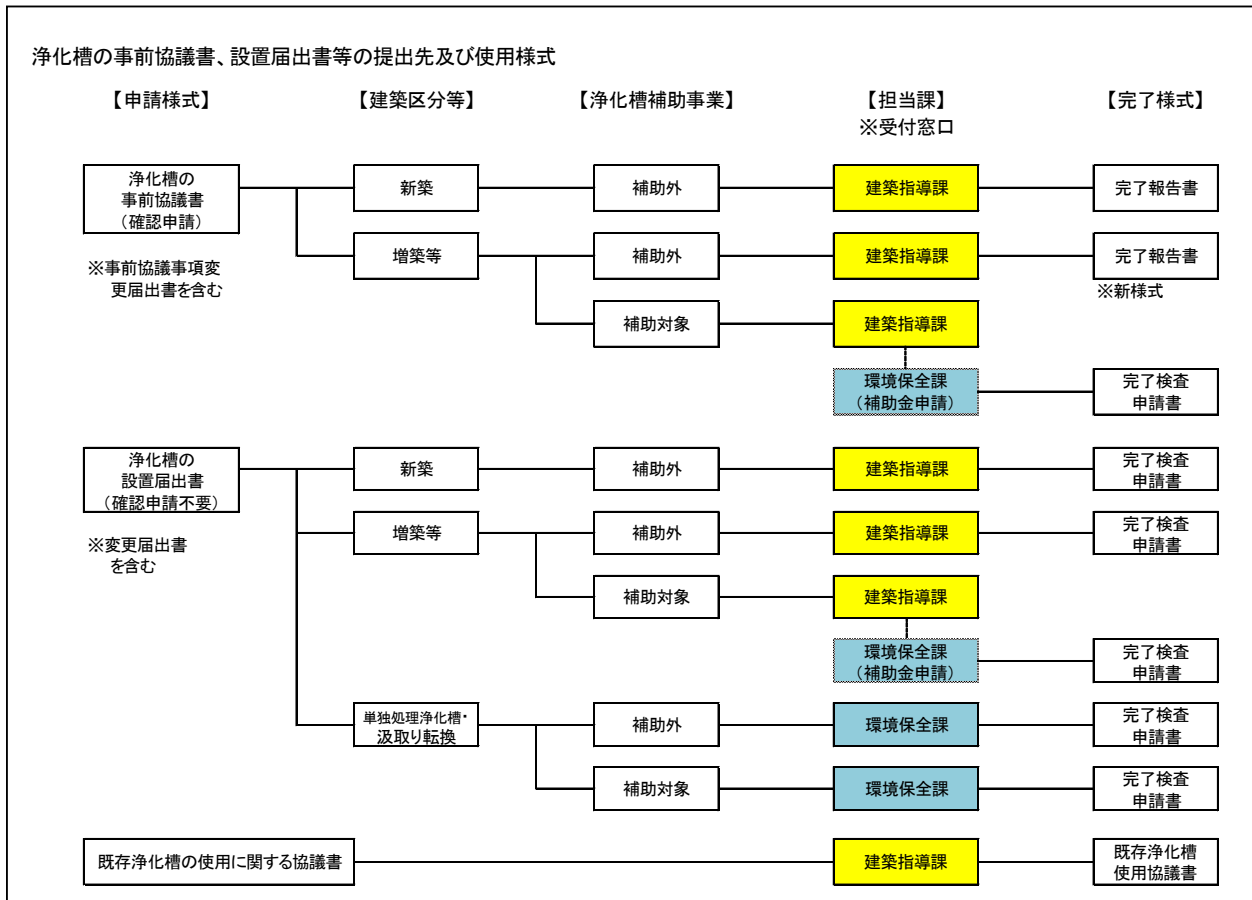 浄化槽の事前協議書、設置届出書等の提出先及び使用様式
【申請様式】
【建築区分等】
【浄化槽補助事業】
【担当課】
※受付窓口
【完了様式】
浄化槽の
事前協議書
（確認申請）
新築
補助外
建築指導課
完了報告書
※事前協議事項変
更届出書を含む
増築等
補助外
建築指導課
完了報告書
※新様式
補助対象
建築指導課
環境保全課
（補助金申請）
完了検査
申請書
浄化槽の
設置届出書
（確認申請不要）
新築
補助外
建築指導課
完了検査
申請書
※変更届出書
を含む
増築等
補助外
建築指導課
完了検査
申請書
補助対象
建築指導課
環境保全課
（補助金申請）
完了検査
申請書
単独処理浄化槽・
汲取り転換
補助外
環境保全課
完了検査
申請書
補助対象
環境保全課
完了検査
申請書
既存浄化槽の使用に関する協議書
建築指導課
既存浄化槽
使用協議書